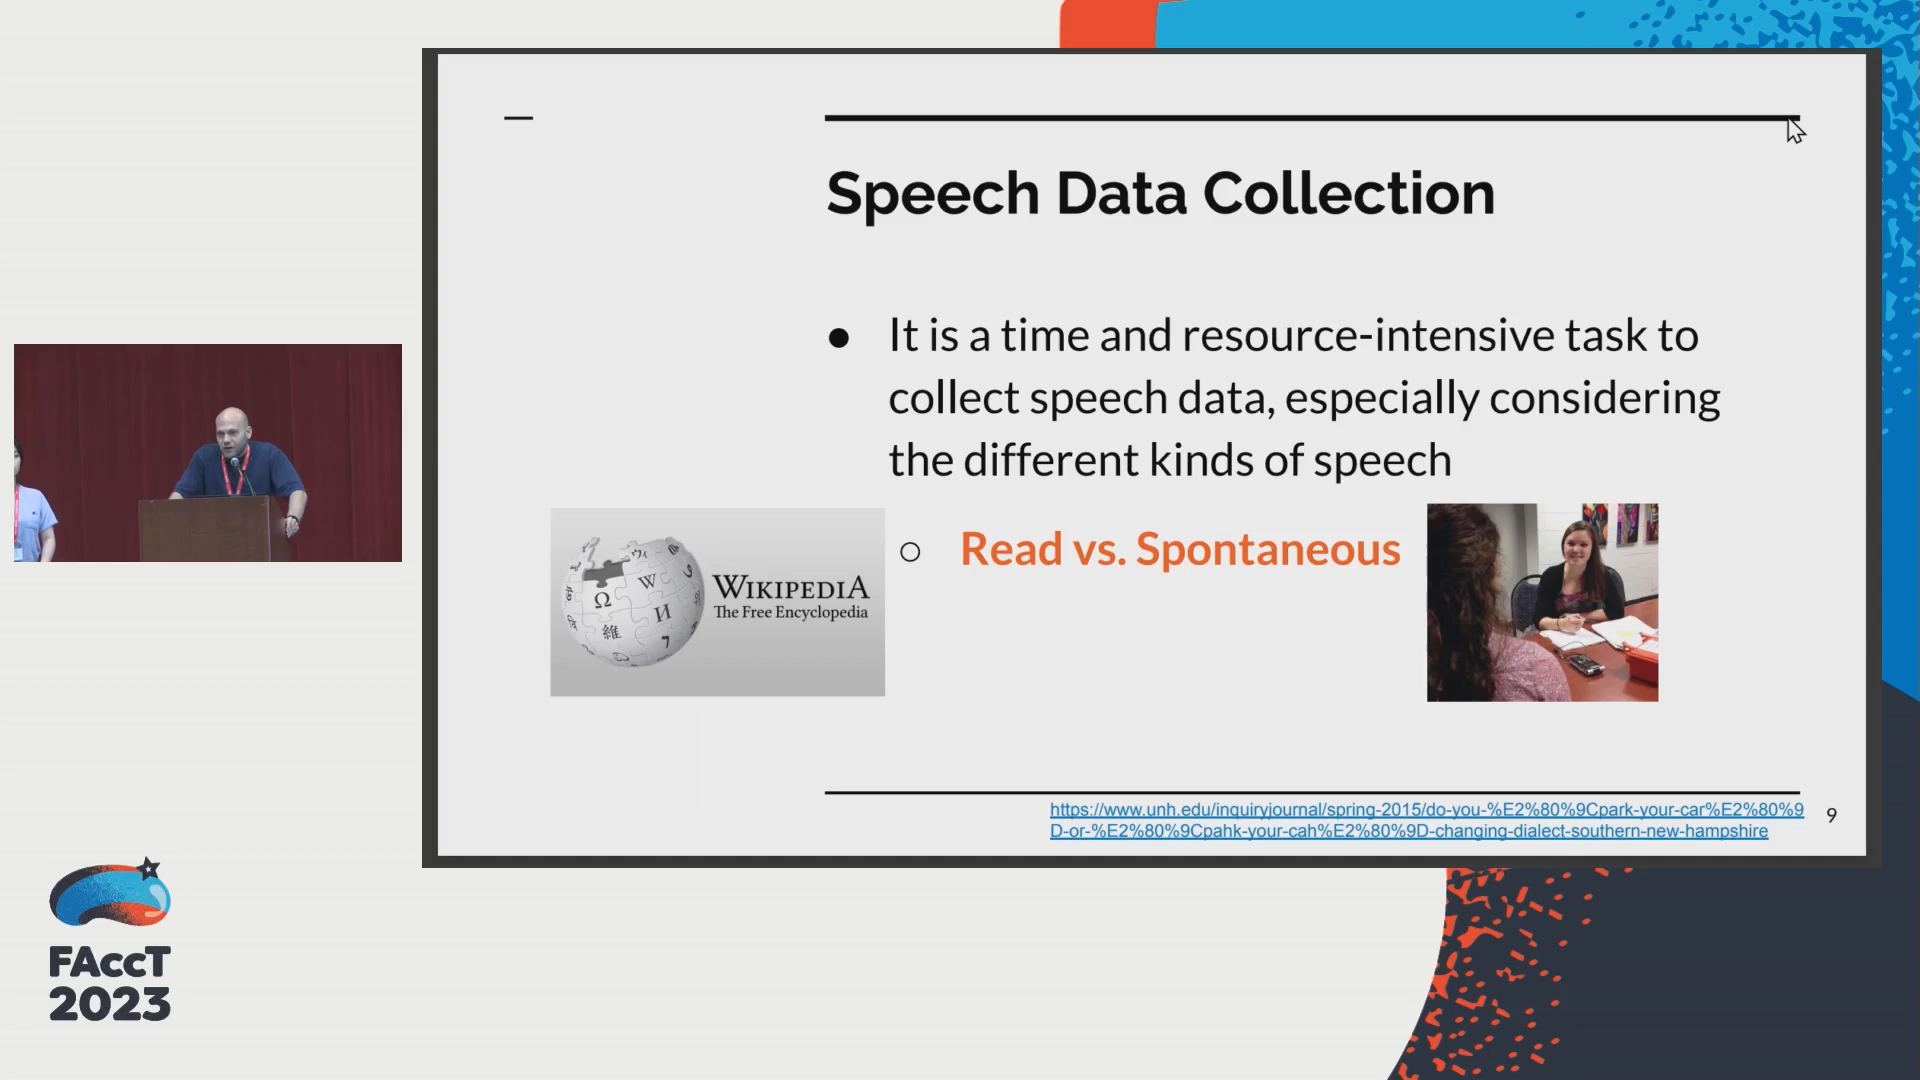 Speech Data Collection
● It is a time and resource-intensive task to
collect speech data, especially considering
the different kinds of speech
○ Read vs. Spontaneous
Ω W И 維 7
WIKIPEDIA
The Free Encyclopedia
https://www.unh.edu/inquiryjournal/spring-2015/do-you-%E2%80%9Cpark-your-car%E2%80%9
D-or-%E2%80%9Cpahk-your-cah%E2%80%9D-changing-dialect-southern-new-hampshire
9
FAccT
2023